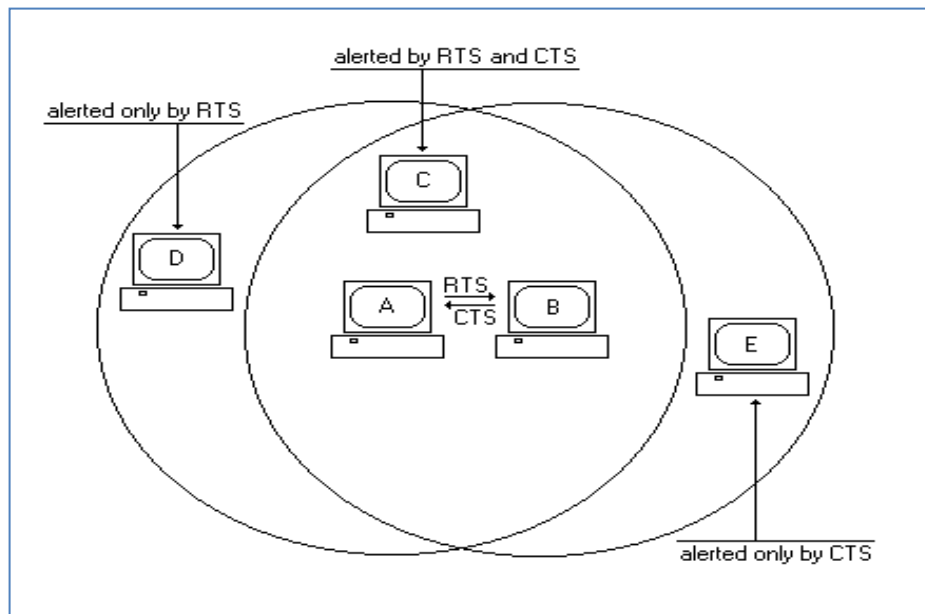 alerted by RTS and CTS
alerted only by RTS
C
D
A
RTS
CTS
B
E
alerted only by CTS